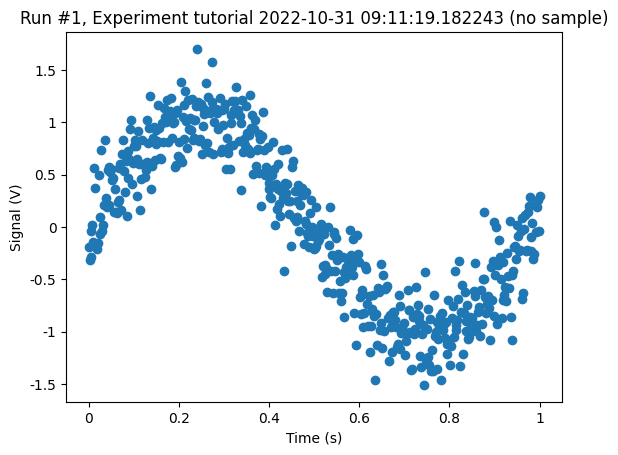 Run #1, Experiment tutorial 2022-10-31 09:11:19.182243 (no sample)
1.5
1
0.5
0
-0.5
-1
-1.5
Signal (V)
0 0.2 0.4 0.6 0.8 1
Time (s)